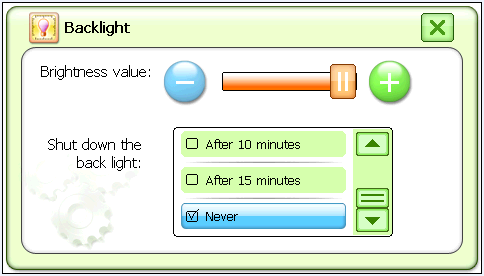 Backlight
Brightness value:
Shut down the
back light:
After 10 minutes
After 15 minutes
Never